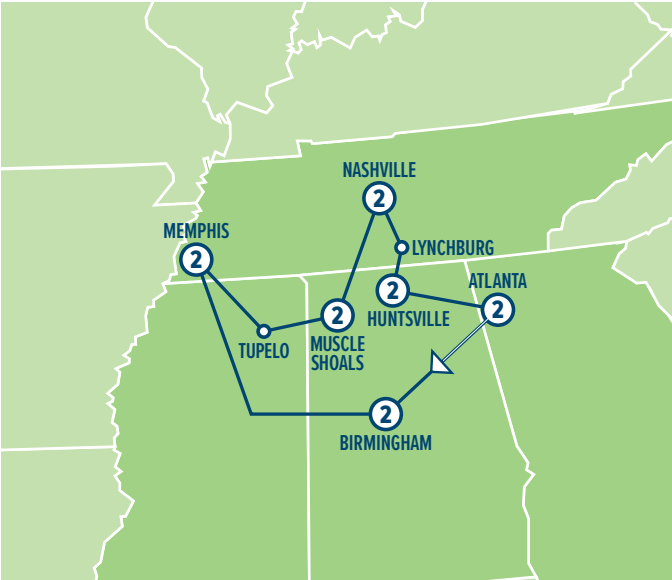 NASHVILLE
2
MEMPHIS
2
LYNCHBURG
ATLANTA
2
2
HUNTSVILLE
2
MUSCLE
SHOALS
TUPELO
2
BIRMINGHAM